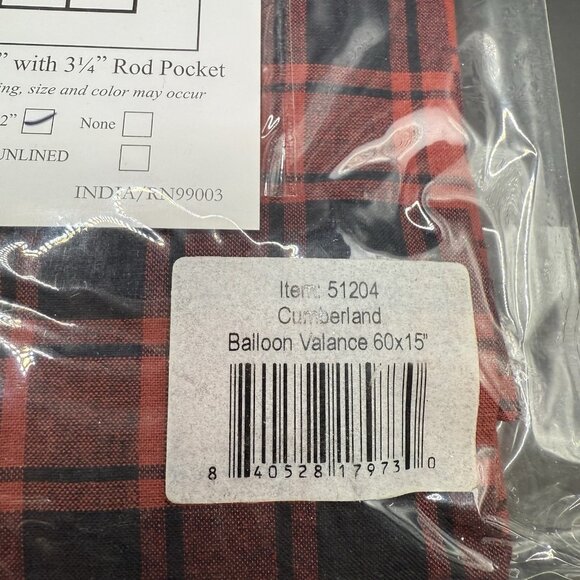 ” with 3¼” Rod Pocket
ing, size and color may occur
2” None
UNLINED
INDIA/RN99003
Item: 51204
Cumberland
Balloon Valance 60x15"
8 40528 17973 0